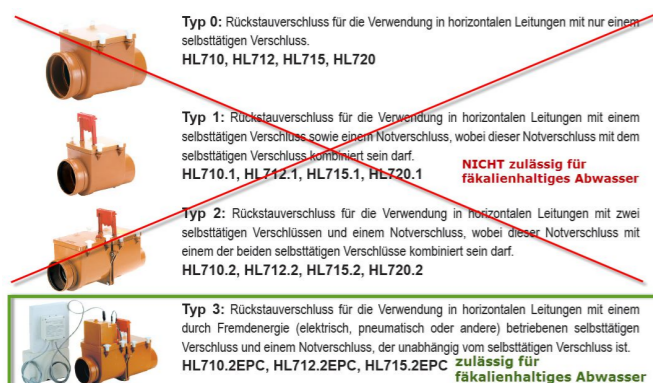 Typ 0: Rückstauverschluss für die Verwendung in horizontalen Leitungen mit nur einem
selbsttätigen Verschluss.
HL710, HL712, HL715, HL720
Typ 1: Rückstauverschluss für die Verwendung in horizontalen Leitungen mit einem
selbsttätigen Verschluss sowie einem Notverschluss, wobei dieser Notverschluss mit dem
selbsttätigen Verschluss kombiniert sein darf.
HL710.1, HL712.1, HL715.1, HL720.1
NICHT zulässig für
fäkalienhaltiges Abwasser
Typ 2: Rückstauverschluss für die Verwendung in horizontalen Leitungen mit zwei
selbsttätigen Verschlüssen und einem Notverschluss, wobei dieser Notverschluss mit
einem der beiden selbsttätigen Verschlüsse kombiniert sein darf.
HL710.2, HL712.2, HL715.2, HL720.2
Typ 3: Rückstauverschluss für die Verwendung in horizontalen Leitungen mit einem
durch Fremdenergie (elektrisch, pneumatisch oder andere) betriebenen selbsttätigen
Verschluss und einem Notverschluss, der unabhängig vom selbsttätigen Verschluss ist.
HL710.2EPC, HL712.2EPC, HL715.2EPC
zulässig für
fäkalienhaltiges Abwasser